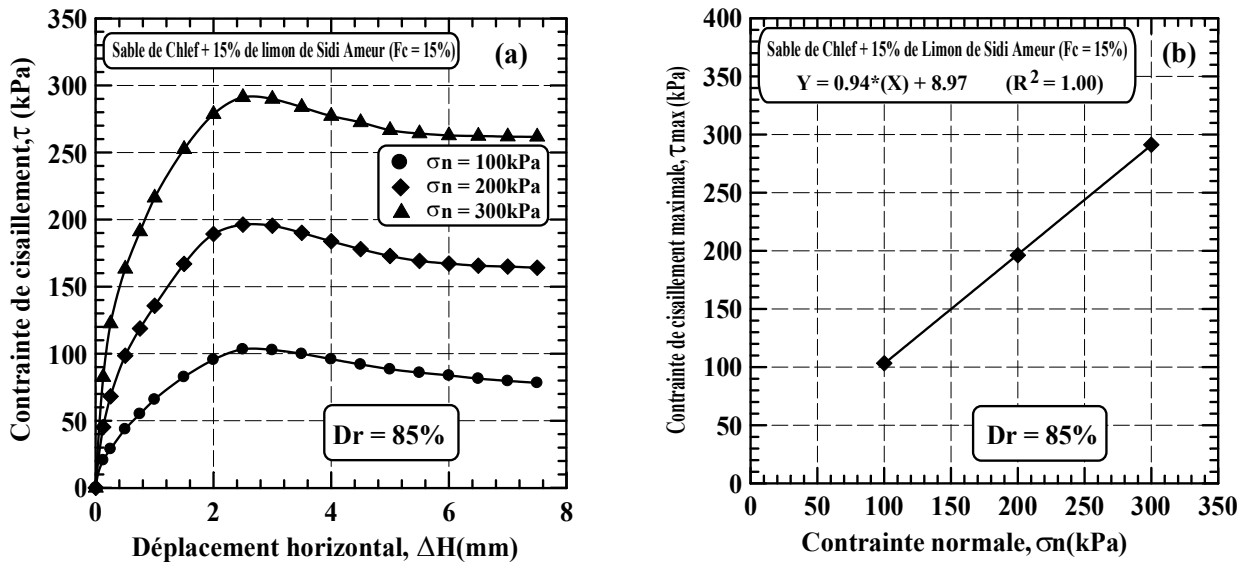 Sable de Chlef + 15% de limon de Sidi Ameur (Fc = 15%)
(a)
350
300
250
200
150
100
50
0
Contrainte de cisaillement,τ (kPa)
σn = 100kPa
σn = 200kPa
σn = 300kPa
Dr = 85%
0 2 4 6 8
Déplacement horizontal, ΔH(mm)
Sable de Chlef + 15% de Limon de Sidi Ameur (Fc = 15%)
Y = 0.94*(X) + 8.97 (R² = 1.00)
(b)
400
350
300
250
200
150
100
50
0
Contrainte de cisaillement maximale, τmax (kPa)
Dr = 85%
0 50 100 150 200 250 300 350
Contrainte normale, σn(kPa)